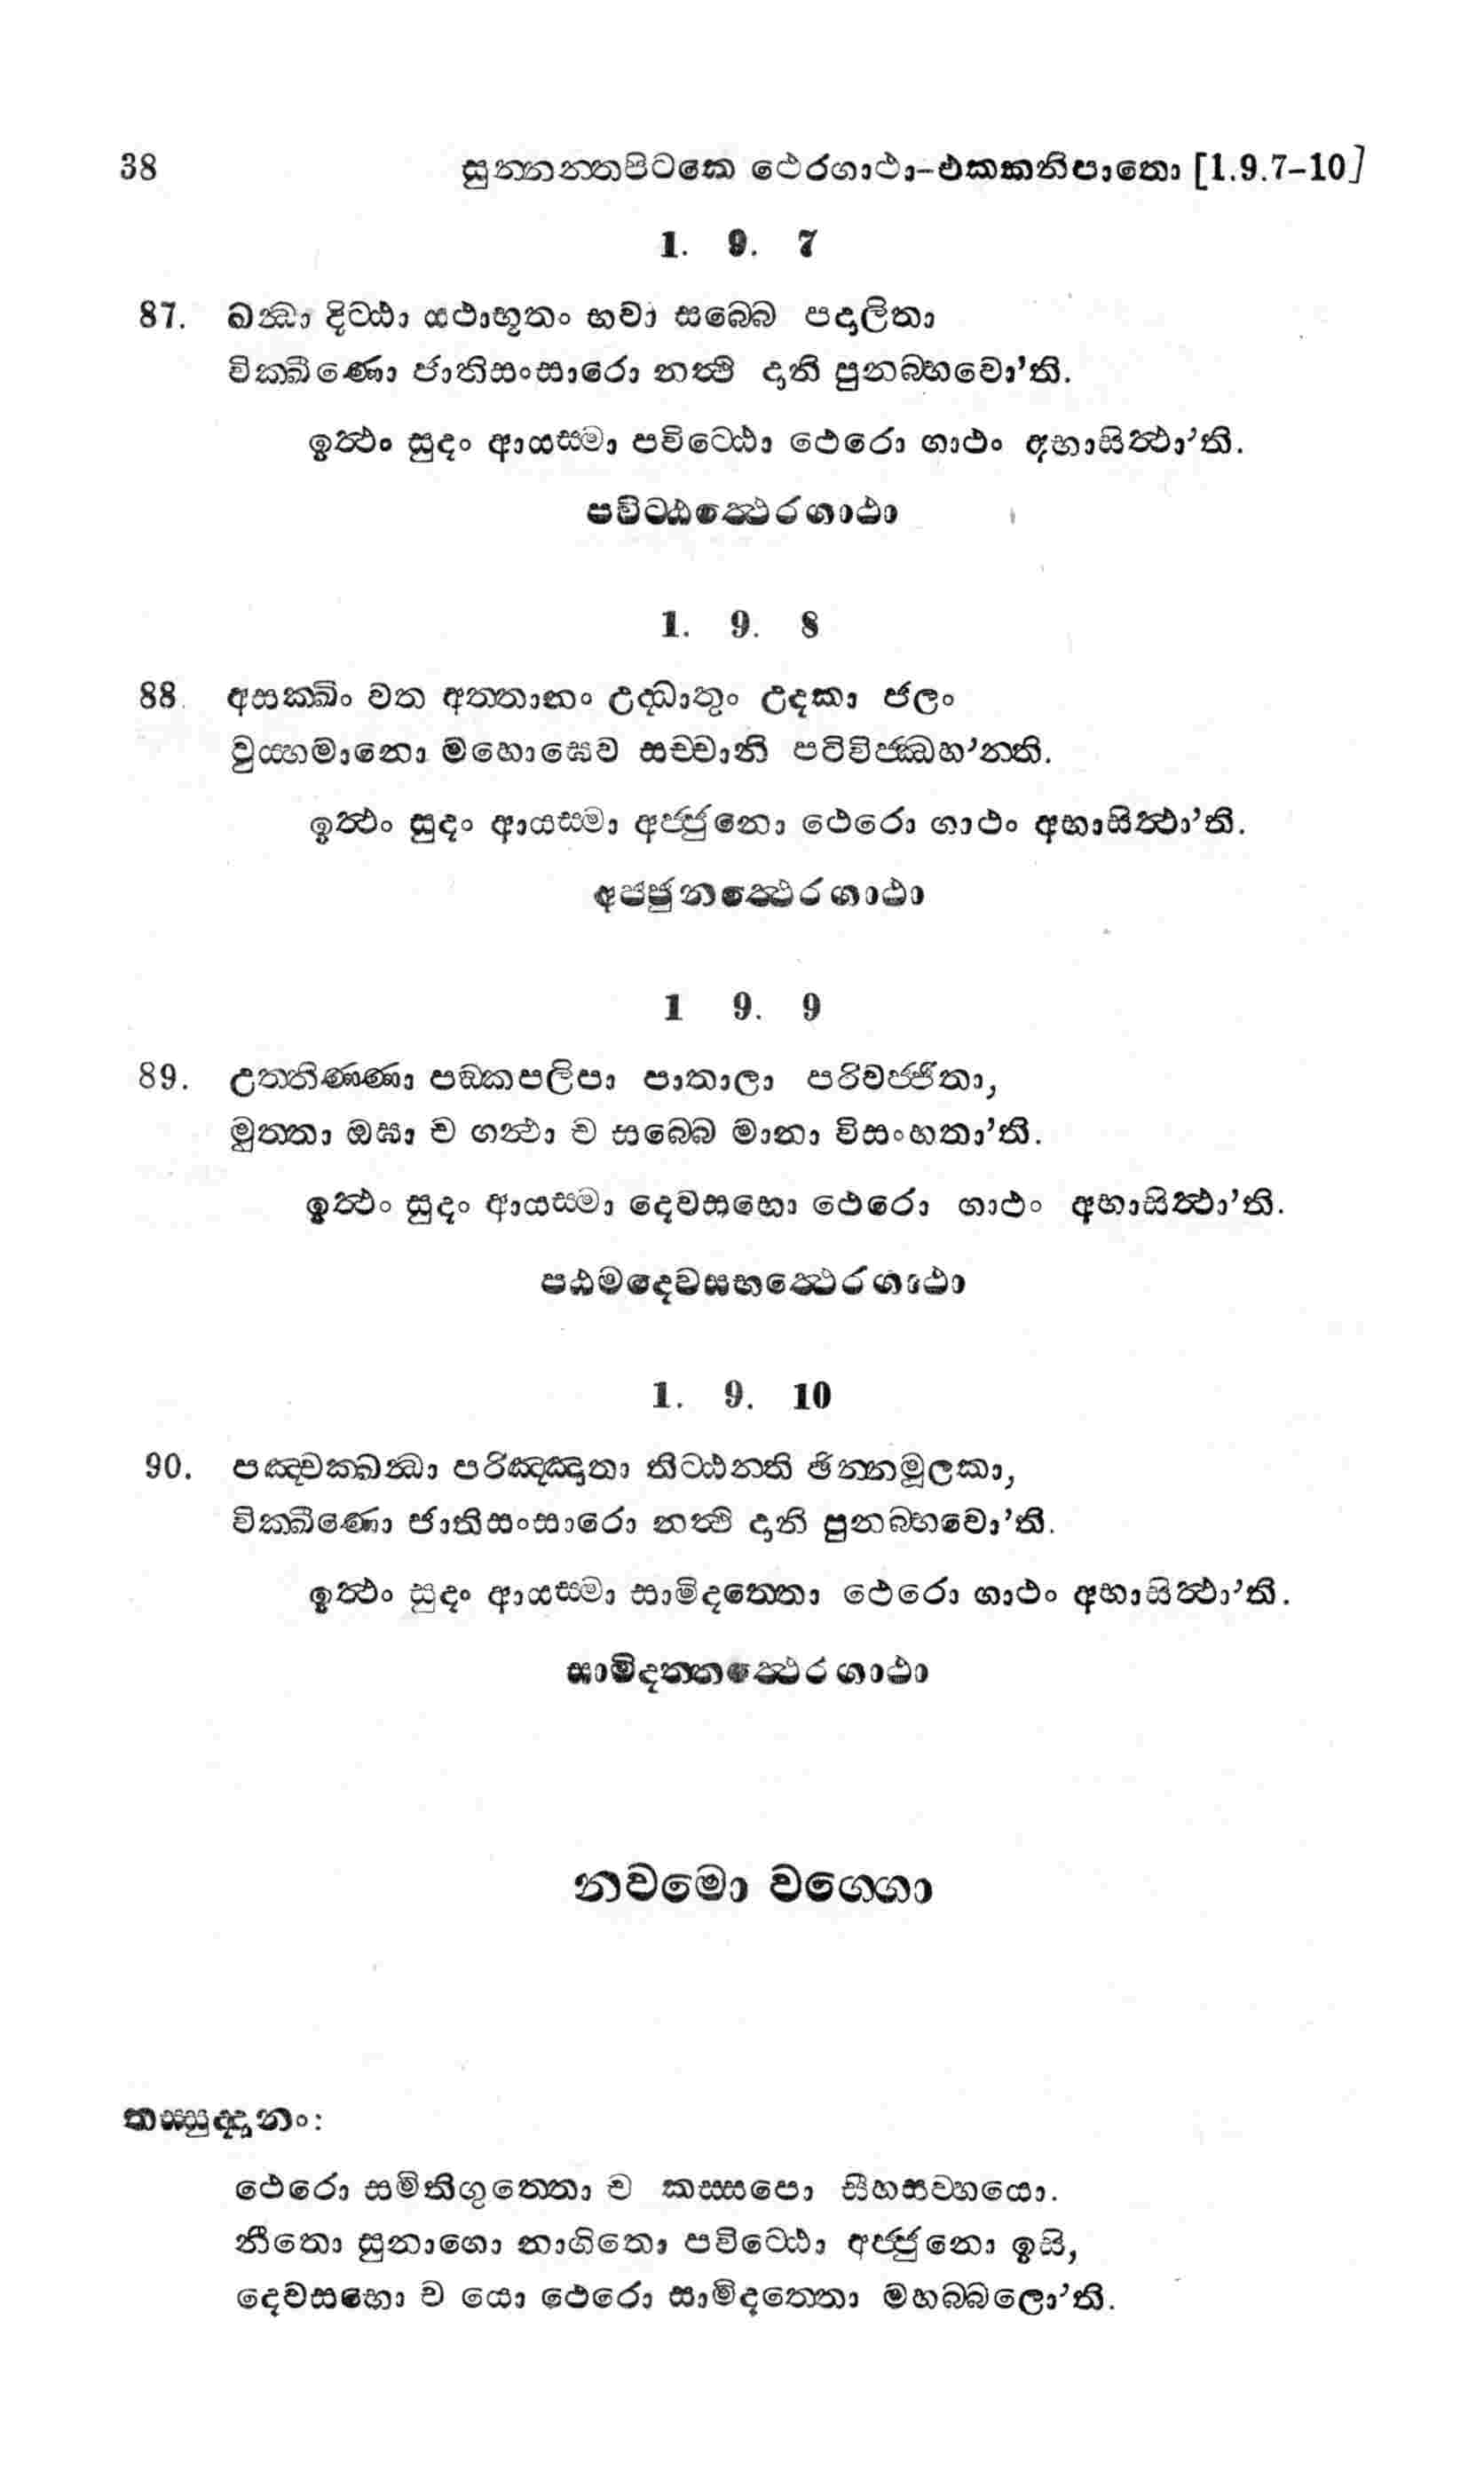 38 සුත්තන්තපිටකෙ ථෙරගාථා-එකකනිපාතො [1.9.7-10]
1. 9. 7
87. ඛන්ධා දිට්ඨා යථාභූතං භවා සබ්බෙ පදාලිතා
වික්ඛීණො ජාතිසංසාරො නත්ථි දානි පුනබ්භවො’ති.
ඉත්ථං සුදං ආයස්මා පවිට්ඨො ථෙරො ගාථං අභාසිත්ථා’ති.
පවිට්ඨත්ථෙරගාථා
1. 9. 8
88. අසක්ඛිං වත අත්තානං උද්ධාතුං උදකා ජලං
වුය්හමානො මහොඝෙව සච්චානි පටිවිජ්ඣහ’න්ති.
ඉත්ථං සුදං ආයස්මා අජ්ජුනො ථෙරො ගාථං අභාසිත්ථා’ති.
අජ්ජුනත්ථෙරගාථා
1 9. 9
89. උත්තිණ්ණා පඞ්කපලිපා පාතාලා පරිවජ්ජිතා,
මුත්තා ඔඝා ච ගන්ථා ච සබ්බෙ මානා විසංහතා’ති.
ඉත්ථං සුදං ආයස්මා දෙවසභො ථෙරො ගාථං අභාසිත්ථා’ති.
පඨමදෙවසභත්ථෙරගාථා
1. 9. 10
90. පඤ්චක්ඛන්ධා පරිඤ්ඤාතා තිට්ඨන්ති ඡින්නමූලකා,
වික්ඛීණො ජාතිසංසාරො නත්ථි දානි පුනබ්භවො’ති.
ඉත්ථං සුදං ආයස්මා සාමිදත්තො ථෙරො ගාථං අභාසිත්ථා’ති.
සාමිදත්තත්ථෙරගාථා
නවමො වග්ගො
තස්සුද්දානං:
ථෙරො සමිතිගුත්තො ච කස්සපො සීහසව්හයො.
නීතො සුනාගො නාගිතො පවිට්ඨො අජ්ජුනො ඉසි,
දෙවසභො ච යො ථෙරො සාමිදත්තො මහබ්බලො’ති.